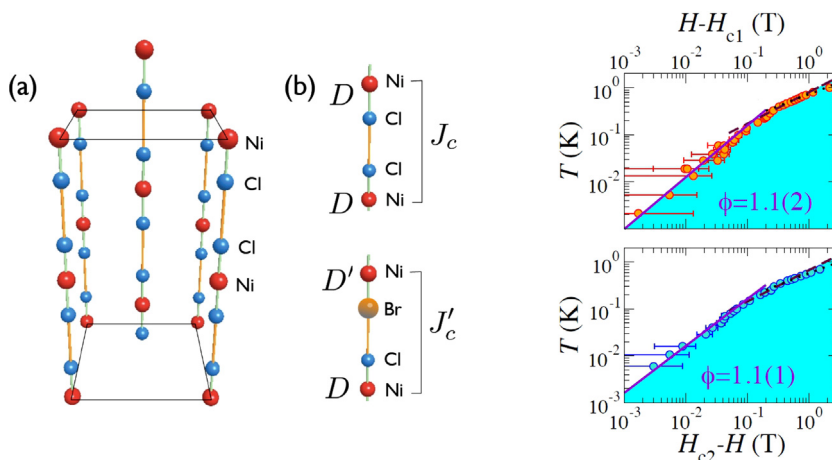 (a)
Ni
Cl
Cl
Ni
(b)
D Ni
Cl
J_c
Cl
D Ni
D′ Ni
Br
J′_c
Cl
D Ni
H-H_c1 (T)
10^-3 10^-2 10^-1 10^0
10^0
10^-1
10^-2
T (K)
ϕ=1.1(2)
10^0
10^-1
10^-2
10^-3
T (K)
ϕ=1.1(1)
10^-3 10^-2 10^-1 10^0
H_c2-H (T)